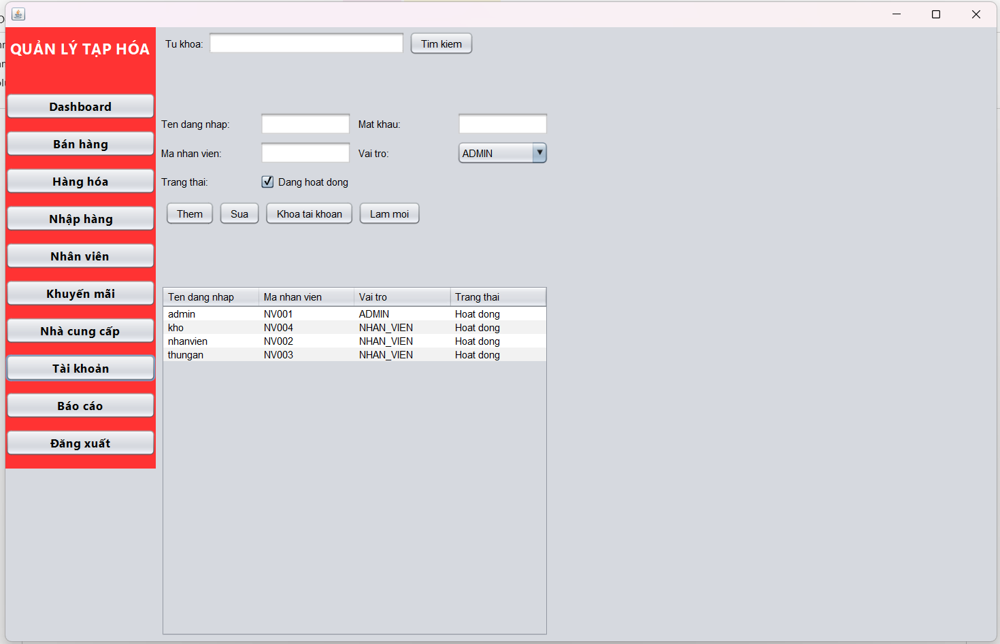 QUẢN LÝ TẠP HÓA
Dashboard
Bán hàng
Hàng hóa
Nhập hàng
Nhân viên
Khuyến mãi
Nhà cung cấp
Tài khoản
Báo cáo
Đăng xuất
Tu khoa: Tim kiem
Ten dang nhap: Mat khau:
Ma nhan vien: Vai tro: ADMIN
Trang thai: Dang hoat dong
Them Sua Khoa tai khoan Lam moi
Ten dang nhap Ma nhan vien Vai tro Trang thai
admin NV001 ADMIN Hoat dong
kho NV004 NHAN_VIEN Hoat dong
nhanvien NV002 NHAN_VIEN Hoat dong
thungan NV003 NHAN_VIEN Hoat dong